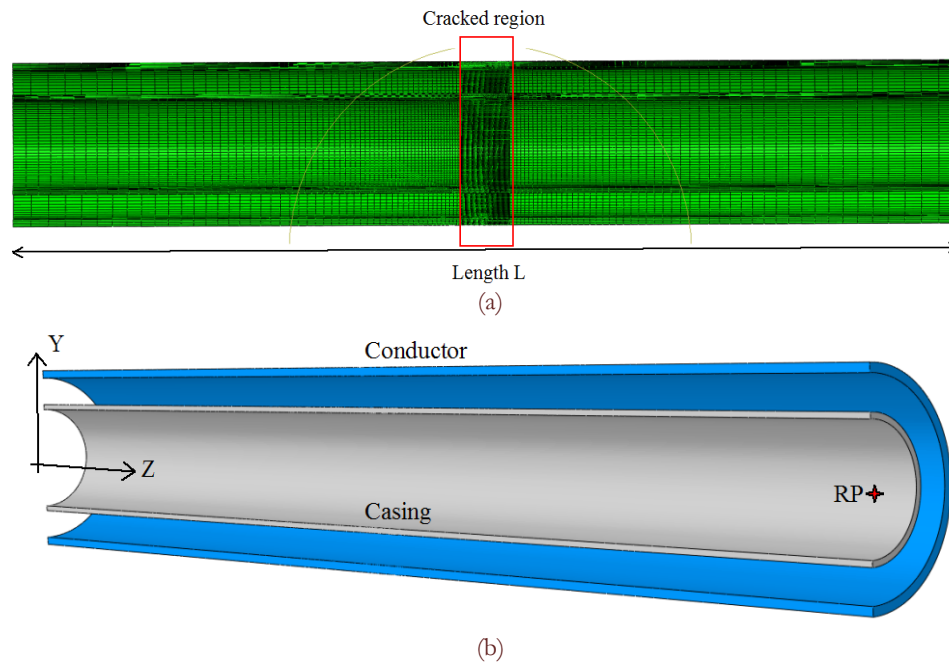 Cracked region
Length L
(a)
Y
Conductor
Z
RP
Casing
(b)